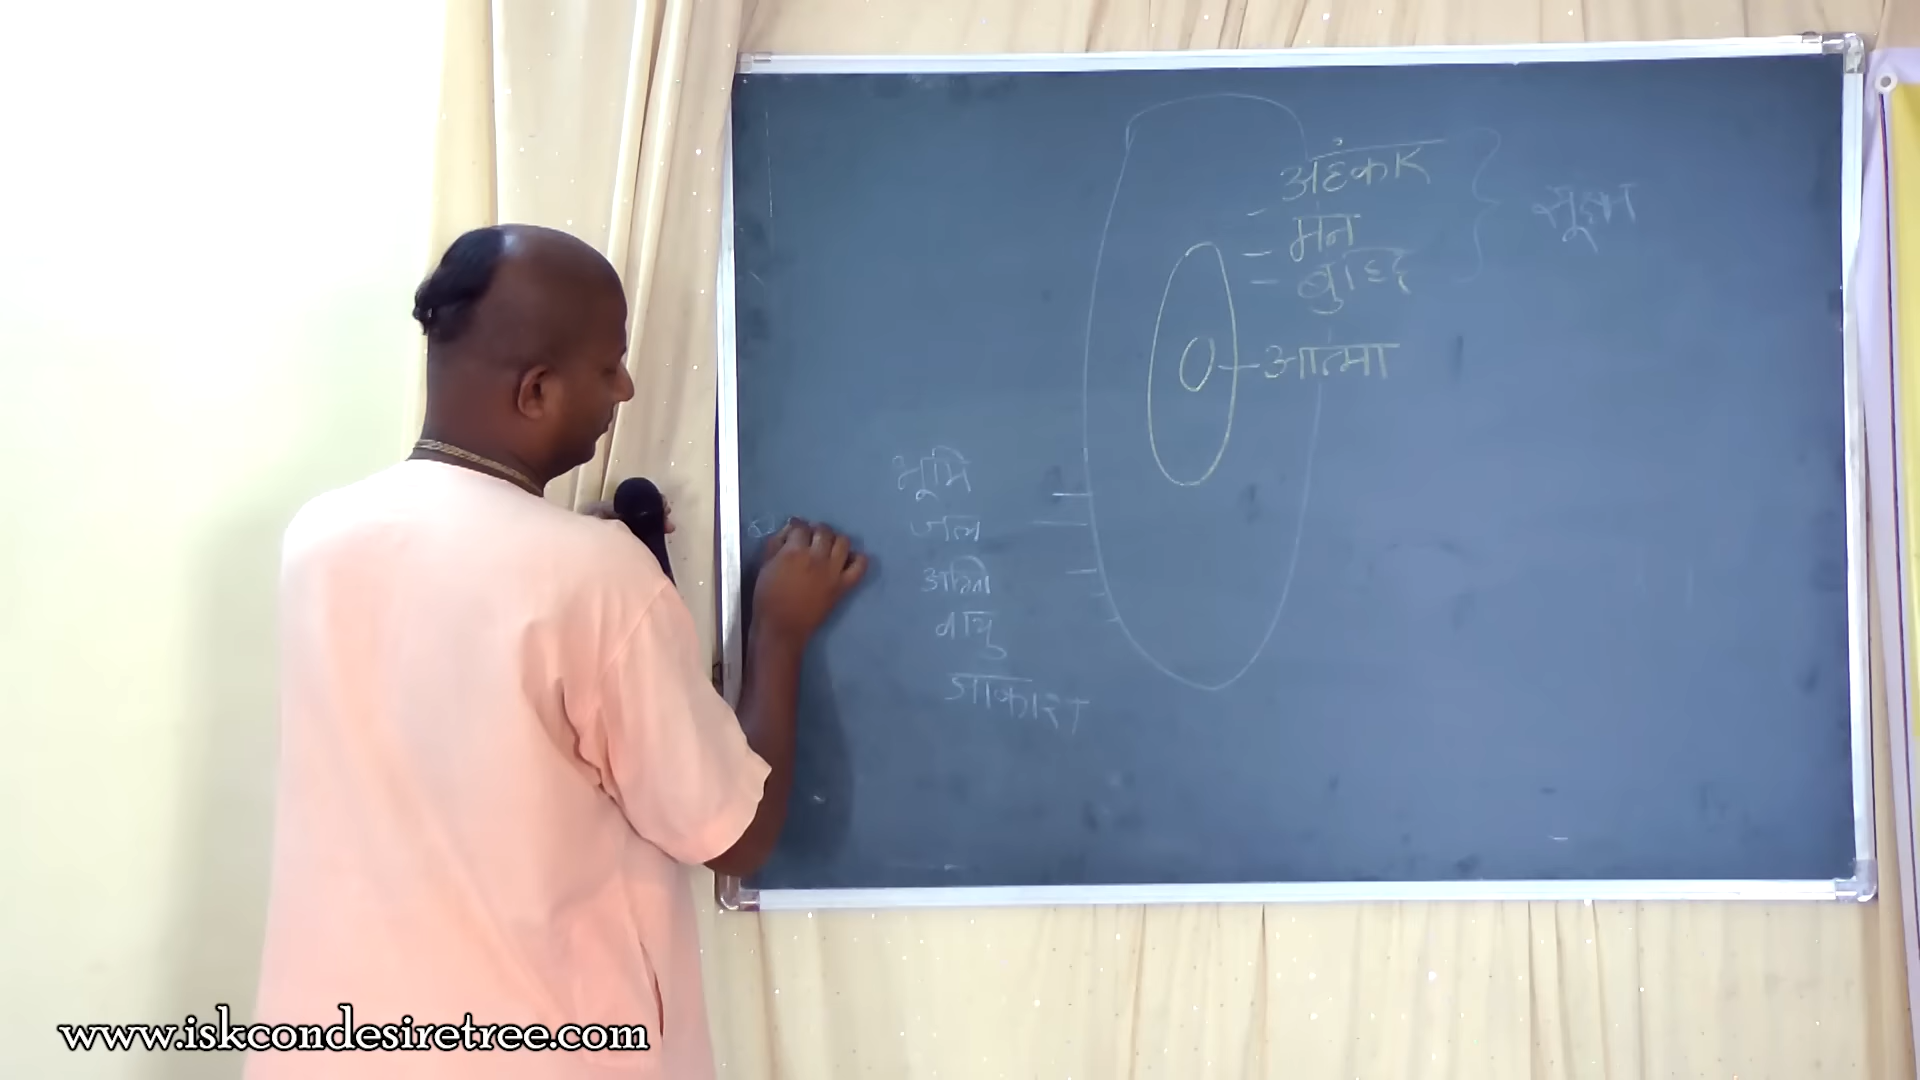 अहंकार
मन
बुद्धि
सूक्ष्म
आत्मा
भूमि
जल
अग्नि
वायु
आकाश
www.iskcondesiretree.com